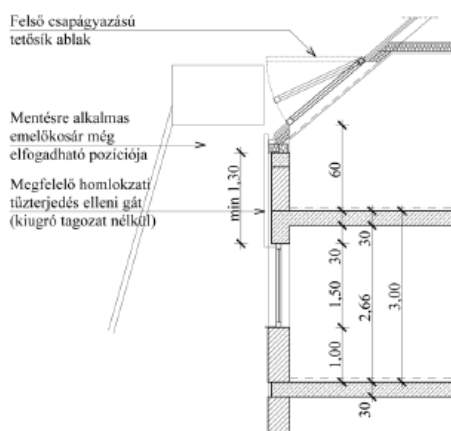 Felső csapágyazású
tetősík ablak
Mentésre alkalmas
emelőkosár még
elfogadható pozíciója
Megfelelő homlokzati
tűzterjedés elleni gát
(kiugró tagozat nélkül)
min 1,30
60
30
30
1,50
2,66
3,00
1,00
30